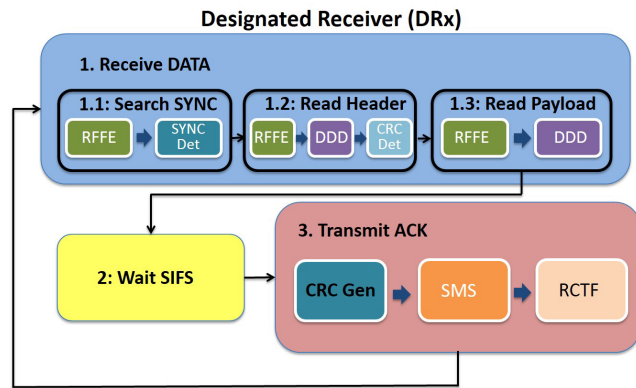 Designated Receiver (DRx)
1. Receive DATA
1.1: Search SYNC
RFFE
SYNC
Det
1.2: Read Header
RFFE
DDD
CRC
Det
1.3: Read Payload
RFFE
DDD
2: Wait SIFS
3. Transmit ACK
CRC Gen
SMS
RCTF